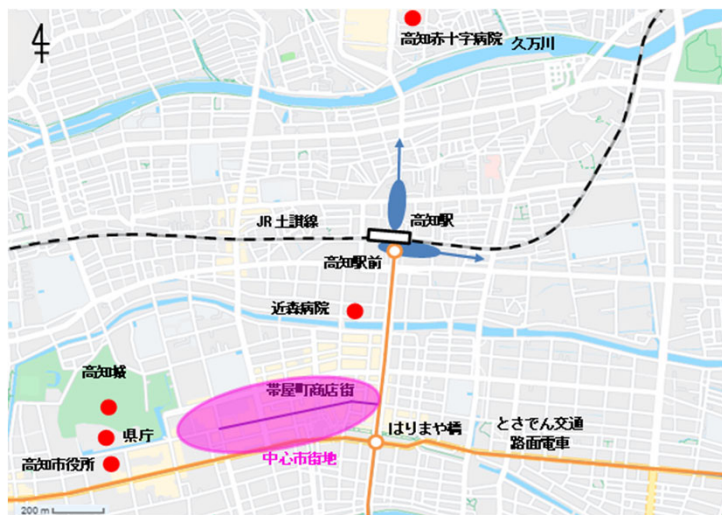 高知赤十字病院
久万川
JR土讃線
高知駅
高知駅前
近森病院
高知城
帯屋町商店街
県庁
はりまや橋
とさでん交通
路面電車
高知市役所
中心市街地
200 m